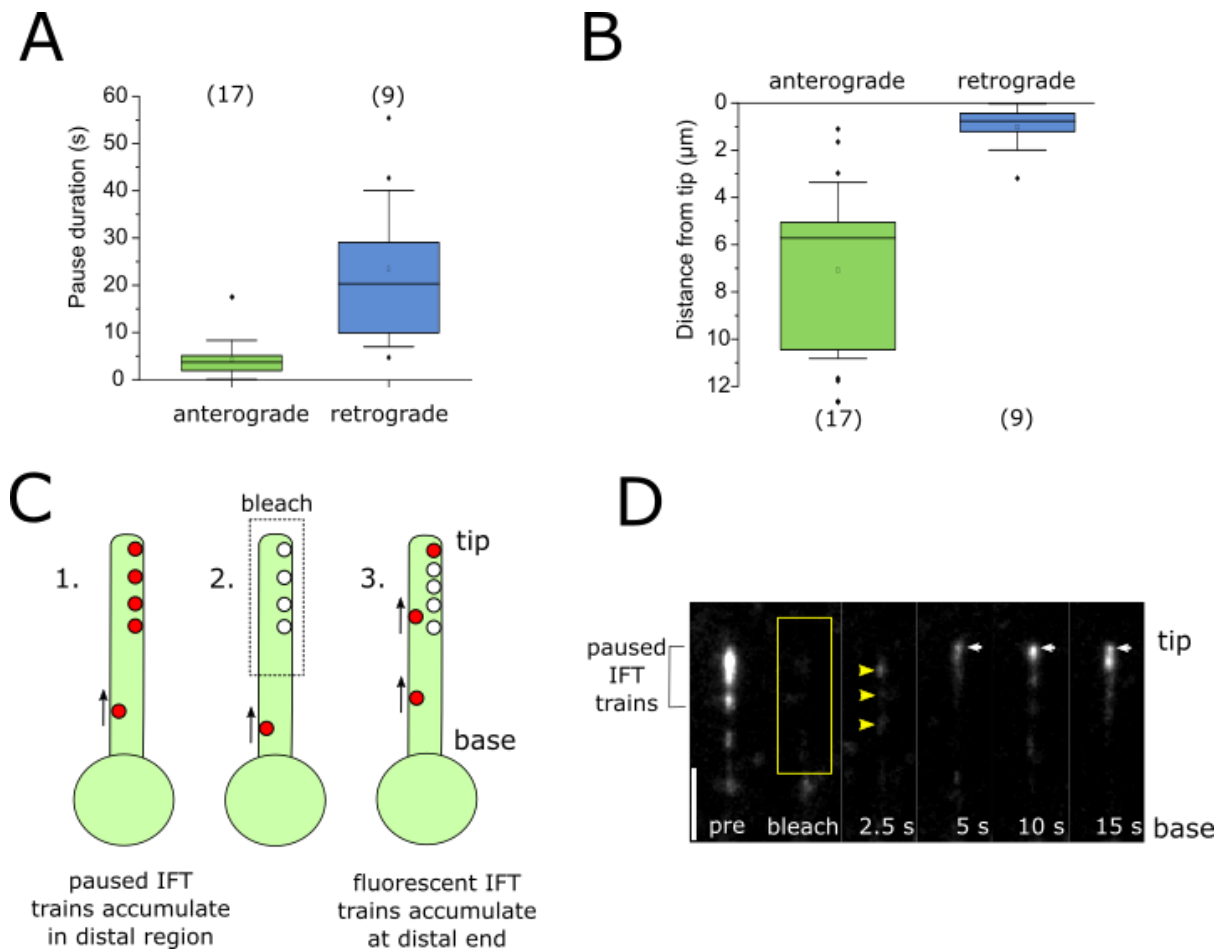 A
(17)
(9)
Pause duration (s)
60
50
40
30
20
10
0
anterograde
retrograde
B
anterograde
retrograde
Distance from tip (µm)
0
2
4
6
8
10
12
(17)
(9)
C
bleach
1.
2.
3.
tip
base
paused IFT
trains accumulate
in distal region
fluorescent IFT
trains accumulate
at distal end
D
paused
IFT
trains
tip
base
pre
bleach
2.5 s
5 s
10 s
15 s